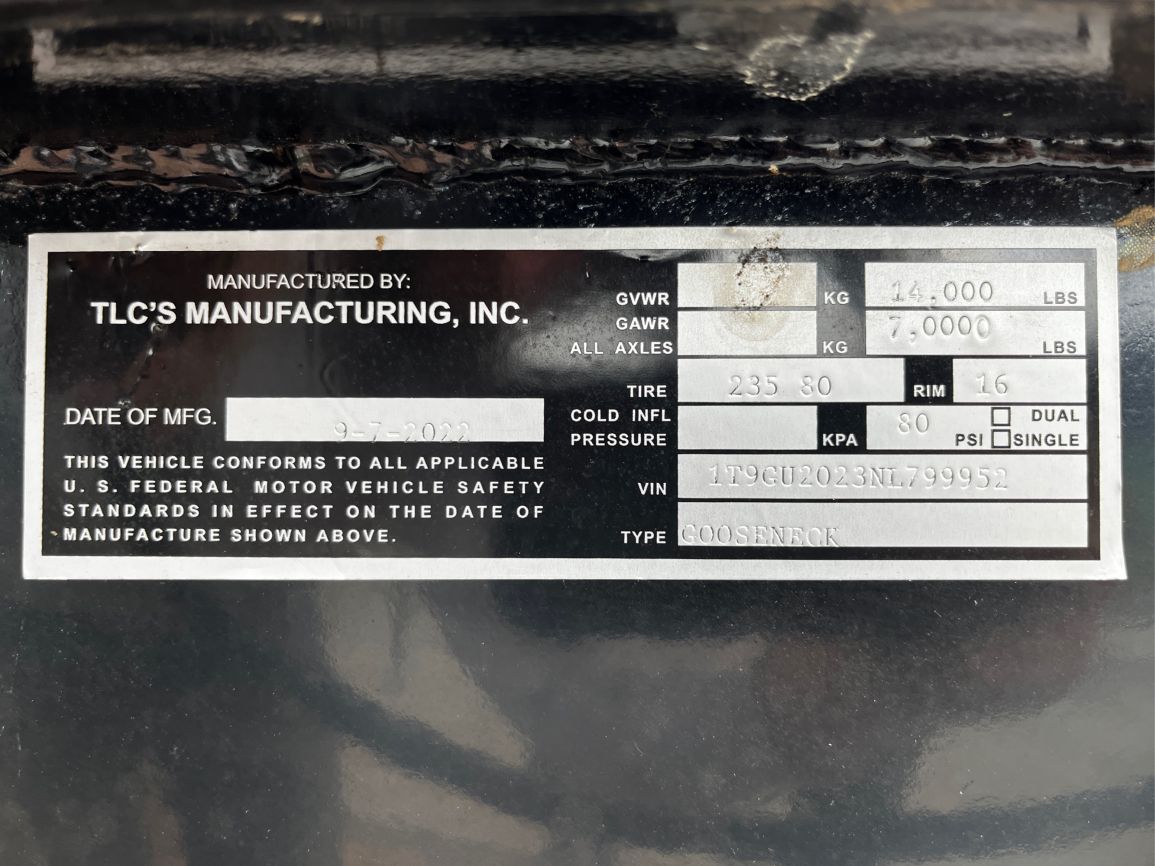 MANUFACTURED BY:
TLC'S MANUFACTURING, INC.
DATE OF MFG. 9-7-2022
THIS VEHICLE CONFORMS TO ALL APPLICABLE
U. S. FEDERAL MOTOR VEHICLE SAFETY
STANDARDS IN EFFECT ON THE DATE OF
MANUFACTURE SHOWN ABOVE.
GVWR KG 14,000 LBS
GAWR 7,0000
ALL AXLES KG LBS
TIRE 235 80 RIM 16
COLD INFL 80 DUAL
PRESSURE KPA PSI SINGLE
VIN 1T9GU2023NL799952
TYPE GOOSENECK